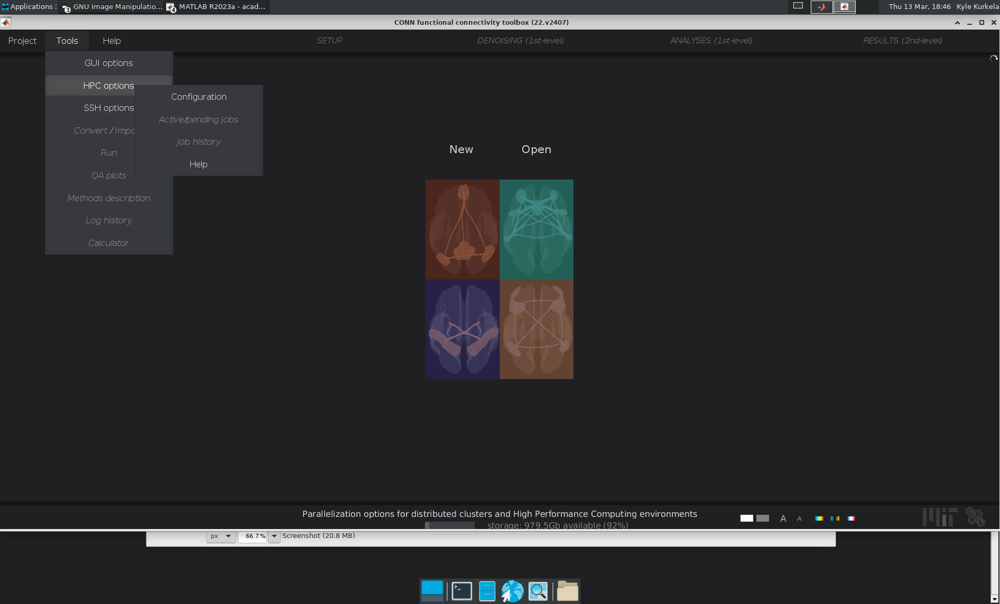 Applications
GNU Image Manipulatio...
MATLAB R2023a - acad...
Thu 13 Mar, 18:46 Kyle Kurkela
CONN functional connectivity toolbox (22.v2407)
Project Tools Help SETUP DENOISING (1st-level) ANALYSES (1st-level) RESULTS (2nd-level)
GUI options
HPC options
SSH options
Convert / Impo
Run
QA plots
Methods description
Log history
Calculator
Configuration
Active/pending jobs
Job history
Help
New Open
Parallelization options for distributed clusters and High Performance Computing environments
storage: 979.5Gb available (92%)
A A
MIT
CNRL
px 66.7% Screenshot (20.8 MB)